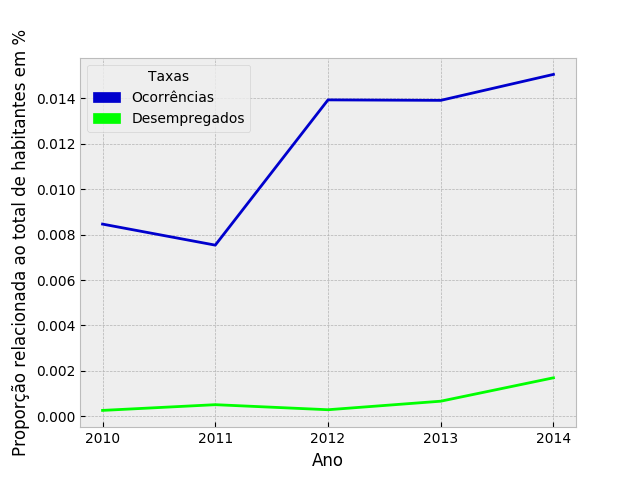 Proporção relacionada ao total de habitantes em %
Taxas
Ocorrências
Desempregados
0.014
0.012
0.010
0.008
0.006
0.004
0.002
0.000
2010 2011 2012 2013 2014
Ano